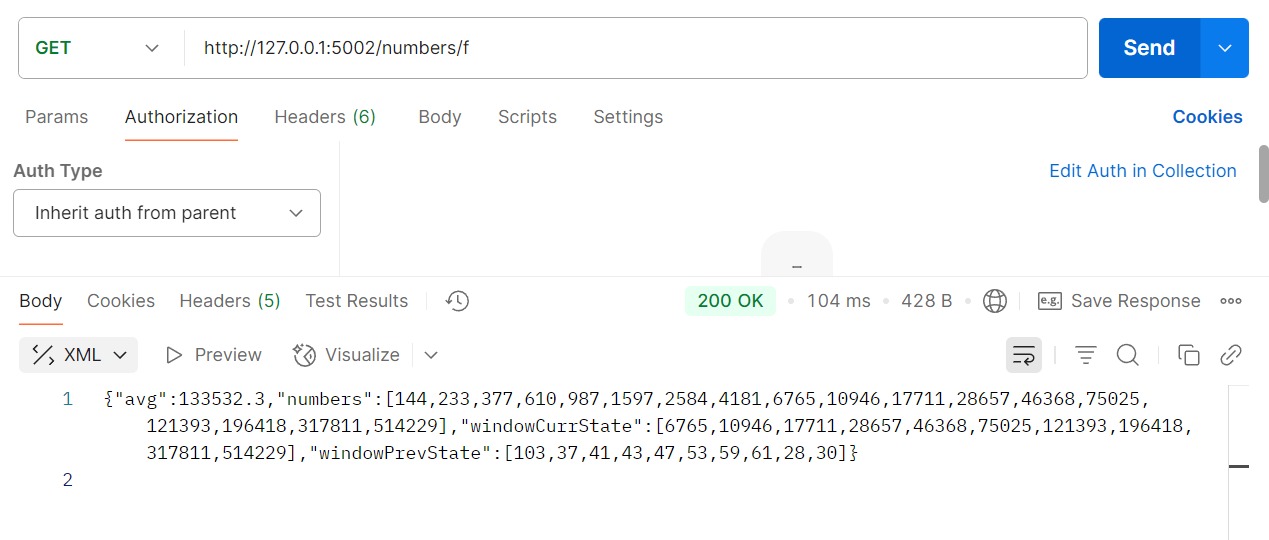 GET http://127.0.0.1:5002/numbers/f Send
Params Authorization Headers (6) Body Scripts Settings Cookies
Auth Type Edit Auth in Collection
Inherit auth from parent
Body Cookies Headers (5) Test Results 200 OK 104 ms 428 B e.g. Save Response
XML Preview Visualize
1 {"avg":133532.3,"numbers":[144,233,377,610,987,1597,2584,4181,6765,10946,17711,28657,46368,75025,
121393,196418,317811,514229],"windowCurrState":[6765,10946,17711,28657,46368,75025,121393,196418,
317811,514229],"windowPrevState":[103,37,41,43,47,53,59,61,28,30]}
2